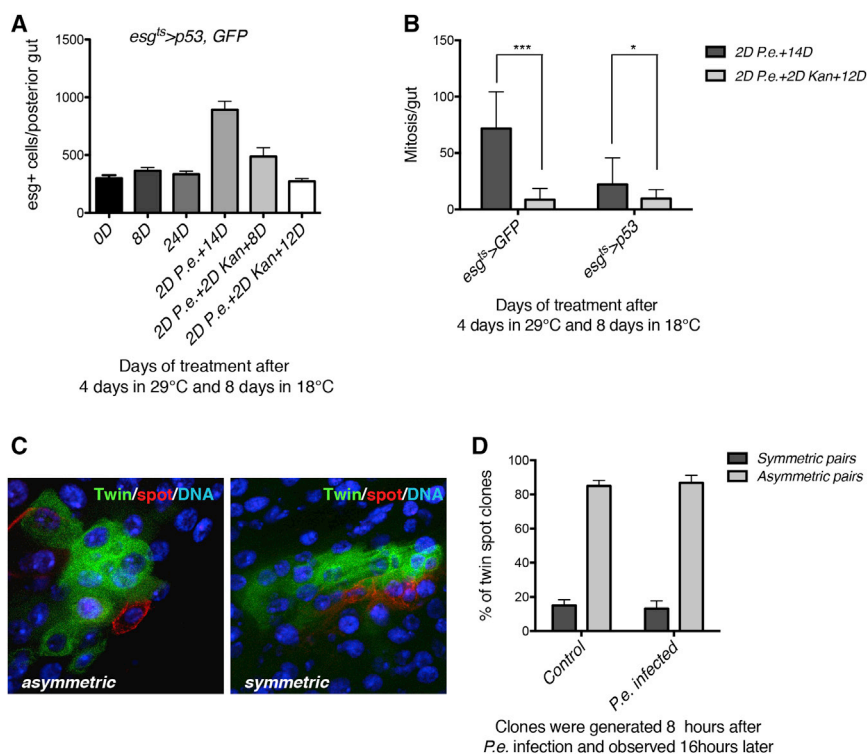 A
esgts>p53, GFP
esg+ cells/posterior gut
1500
1000
500
0
0D
8D
24D
2D P.e.+14D
2D P.e.+2D Kan+8D
2D P.e.+2D Kan+12D
Days of treatment after
4 days in 29°C and 8 days in 18°C
B
Mitosis/gut
150
100
50
0
***
*
2D P.e.+14D
2D P.e.+2D Kan+12D
esgts>GFP
esgts>p53
Days of treatment after
4 days in 29°C and 8 days in 18°C
C
Twin/spot/DNA
asymmetric
Twin/spot/DNA
symmetric
D
Symmetric pairs
Asymmetric pairs
% of twin spot clones
100
80
60
40
20
0
Control
P.e. infected
Clones were generated 8 hours after
P.e. infection and observed 16hours later